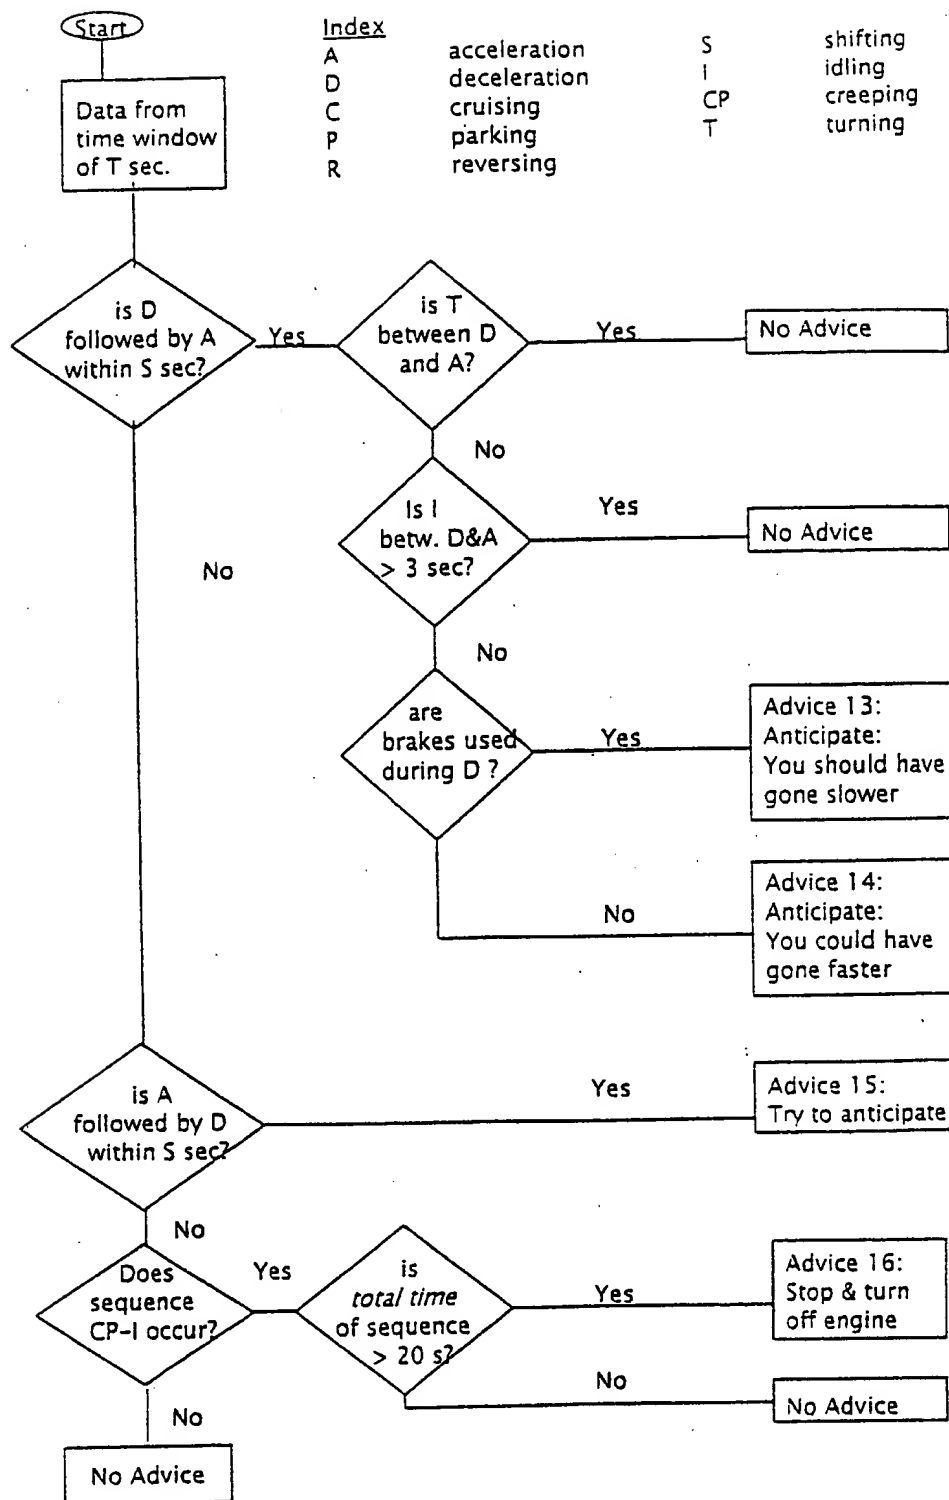 Start
Index
A acceleration
D deceleration
C cruising
P parking
R reversing
S shifting
I idling
CP creeping
T turning
Data from
time window
of T sec.
is D
followed by A
within S sec?
Yes
is T
between D
and A?
Yes
No Advice
No
Is I
betw. D&A
> 3 sec?
Yes
No Advice
No
No
are
brakes used
during D ?
Yes
Advice 13:
Anticipate:
You should have
gone slower
No
Advice 14:
Anticipate:
You could have
gone faster
is A
followed by D
within S sec?
Yes
Advice 15:
Try to anticipate
No
Does
sequence
CP-I occur?
Yes
is
total time
of sequence
> 20 s?
Yes
Advice 16:
Stop & turn
off engine
No
No Advice
No
No Advice